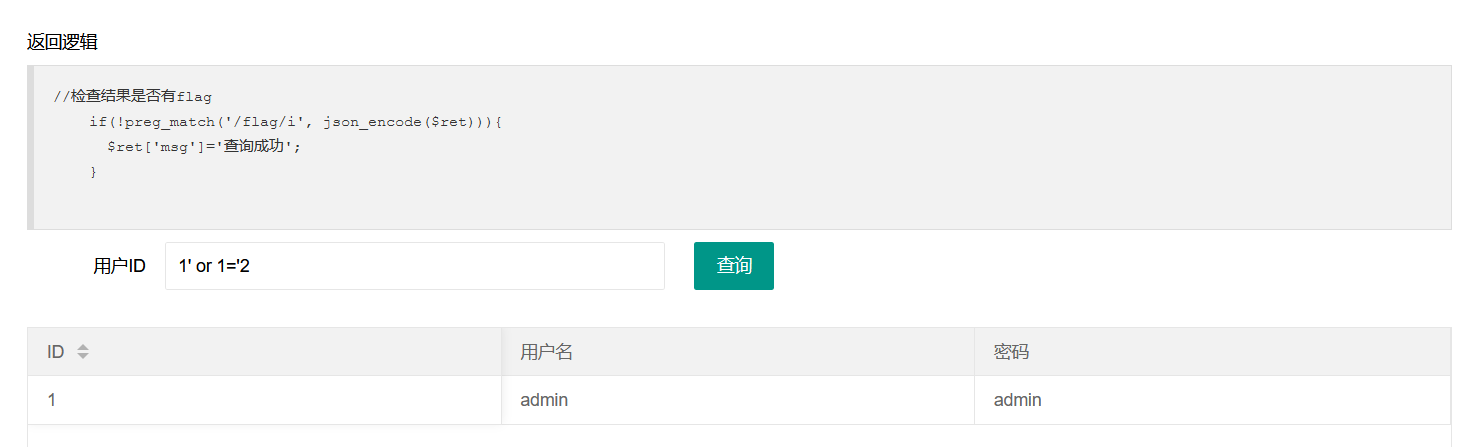 返回逻辑
//检查结果是否有flag
if(!preg_match('/flag/i', json_encode($ret))){
$ret['msg']='查询成功';
}
用户ID 1' or 1='2 查询
ID 用户名 密码
1 admin admin